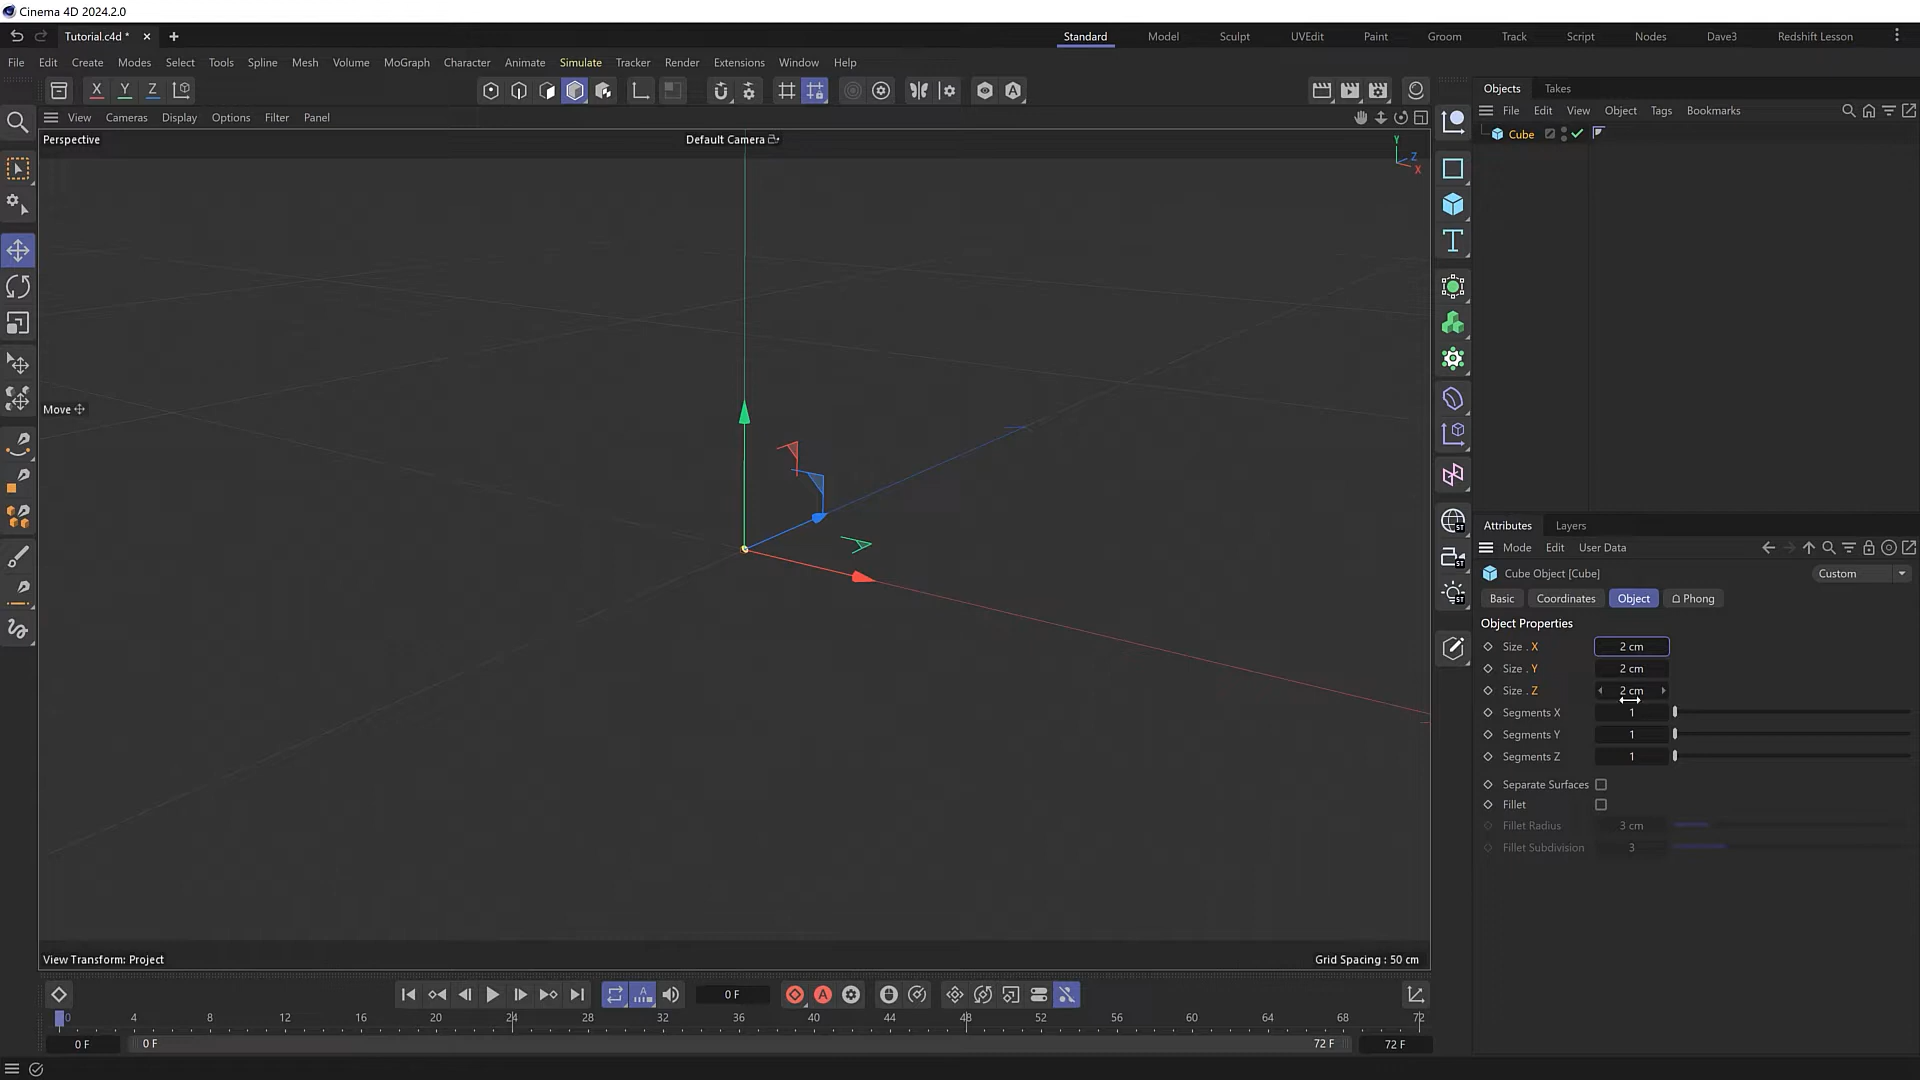 Cinema 4D 2024.2.0
Tutorial.c4d *
Standard Model Sculpt UVEdit Paint Groom Track Script Nodes Dave3 Redshift Lesson
File Edit Create Modes Select Tools Spline Mesh Volume MoGraph Character Animate Simulate Tracker Render Extensions Window Help
X Y Z
Objects Takes
View Cameras Display Options Filter Panel
File Edit View Object Tags Bookmarks
Perspective
Default Camera
Y
Z
X
Cube
Move
Attributes Layers
Mode Edit User Data
Cube Object [Cube]
Custom
Basic Coordinates Object Phong
Object Properties
Size . X 2 cm
Size . Y 2 cm
Size . Z 2 cm
Segments X 1
Segments Y 1
Segments Z 1
Separate Surfaces
Fillet
Fillet Radius 3 cm
Fillet Subdivision 3
ST
ST
ST
View Transform: Project
Grid Spacing : 50 cm
0 F
0 4 8 12 16 20 24 28 32 36 40 44 48 52 56 60 64 68 72
0 F 0 F 72 F 72 F